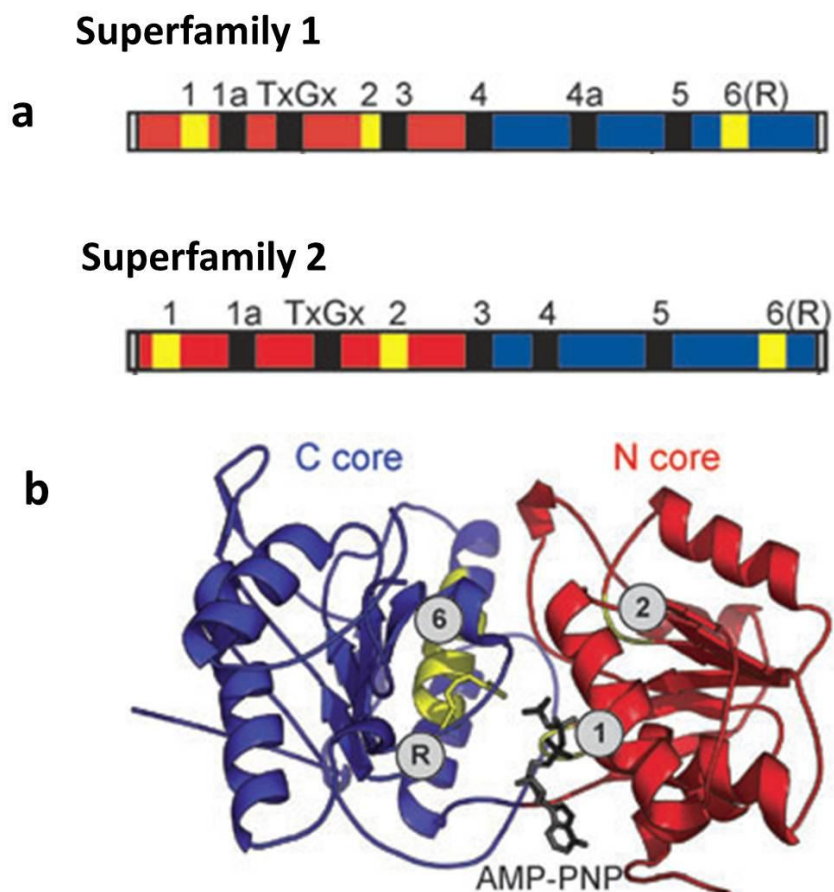 Superfamily 1
a
1 1a TxGx 2 3 4 4a 5 6(R)
Superfamily 2
1 1a TxGx 2 3 4 5 6(R)
b
C core N core
6 2
R 1
AMP-PNP